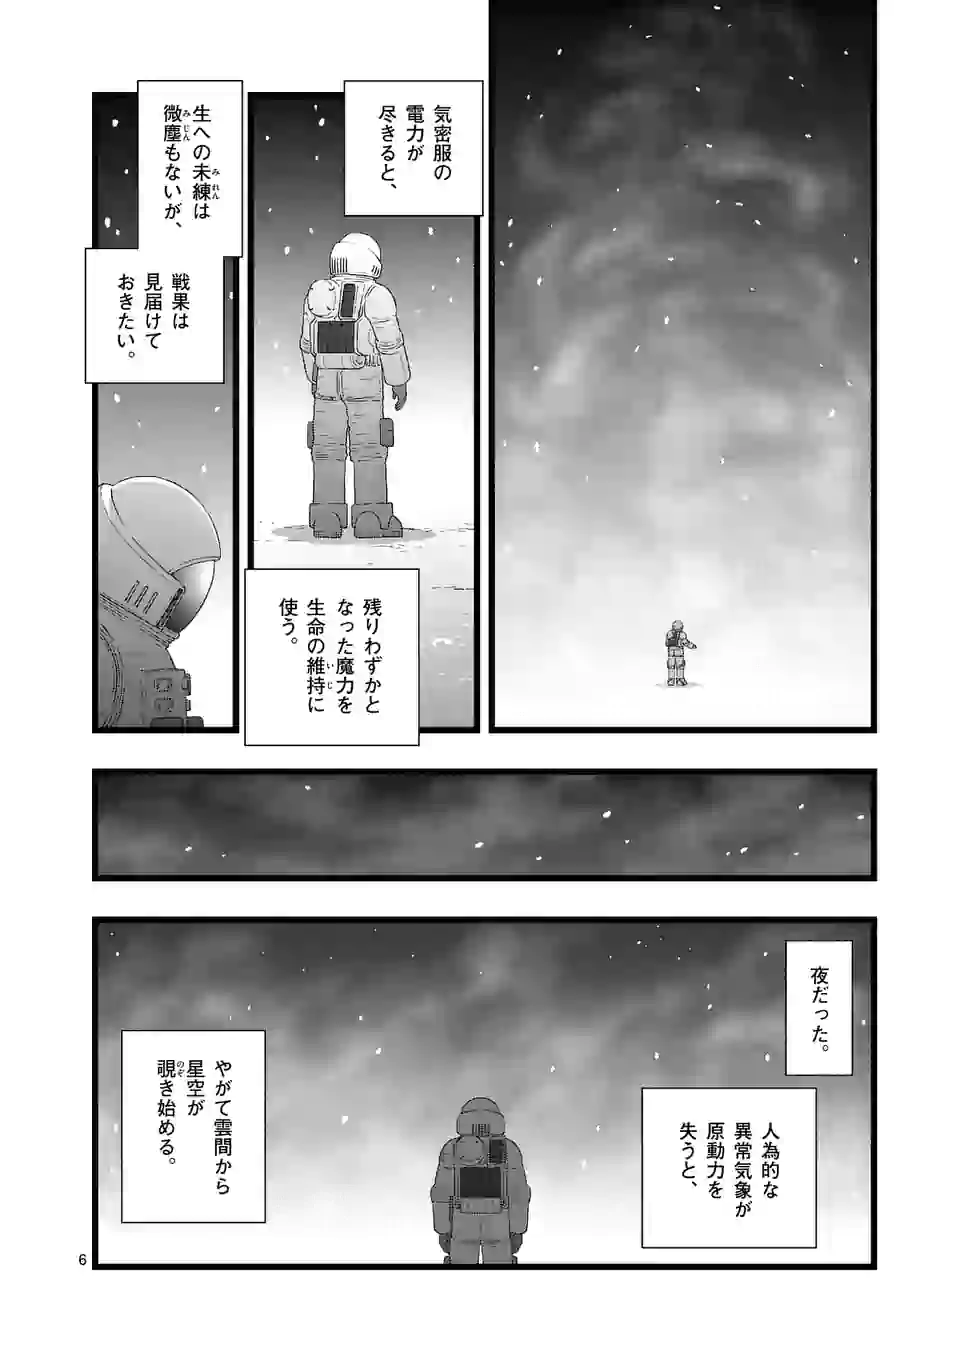 気密服の
電力が
尽きると、
残りわずかと
なった魔力を
生命の維持に
使う。
生への未練は
微塵もないが、
戦果は
見届けて
おきたい。
夜だった。
人為的な
異常気象が
原動力を
失うと、
やがて雲間から
星空が
覗き始める。
6